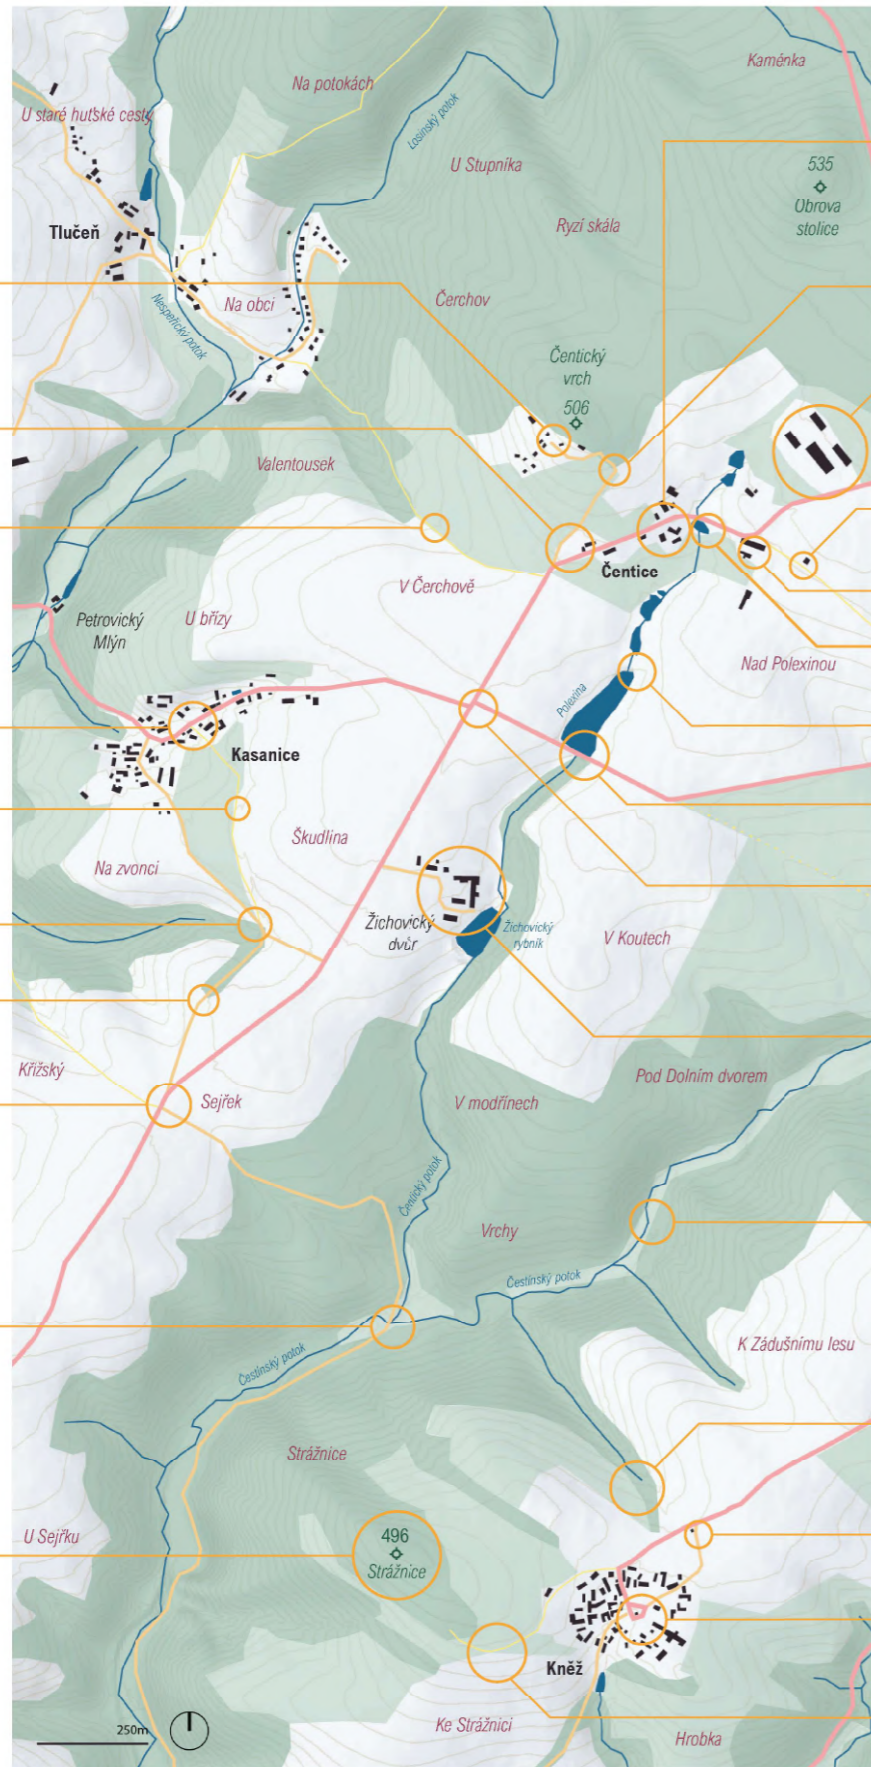 Kaménka
Na potokách
U staré huťské cesty
Losinský potok
U Stupníka
535
Obrova
stolice
Ryzí skála
Tlučeň
Na obci
Čerchov
Nespeřický potok
Čentický
vrch
506
Valentousek
Čentice
V Čerchově
U břízy
Petrovický
Mlýn
Nad Polexinou
Polexina
Kasanice
Škudlina
Na zvonci
Žichovický
dvůr
Žichovický
rybník
V Koutech
Křižský
Sejřek
V modřínech
Pod Dolním dvorem
Čentický potok
Vrchy
Čestínský potok
K Zádušnímu lesu
Čestínský potok
Strážnice
U Sejřku
496
Strážnice
Kněž
Ke Strážnici
Hrobka
250m